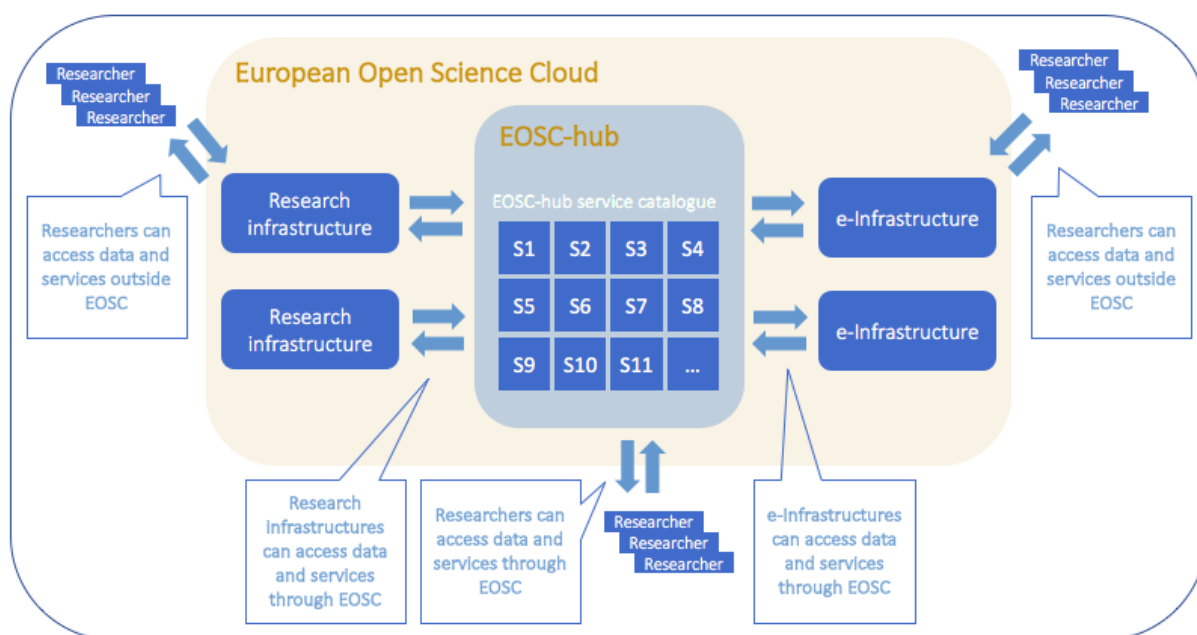 European Open Science Cloud
Researcher
Researcher
Researcher
Researcher
Researcher
Researcher
EOSC-hub
Research
infrastructure
EOSC-hub service catalogue
e-Infrastructure
S1 S2 S3 S4
Researchers can
access data and
services outside
EOSC
Researchers can
access data and
services outside
EOSC
Research
infrastructure
S5 S6 S7 S8
e-Infrastructure
S9 S10 S11 ...
Research
infrastructures
can access data
and services
through EOSC
Researchers can
access data and
services through
EOSC
Researcher
Researcher
Researcher
e-Infrastructures
can access data
and services
through EOSC